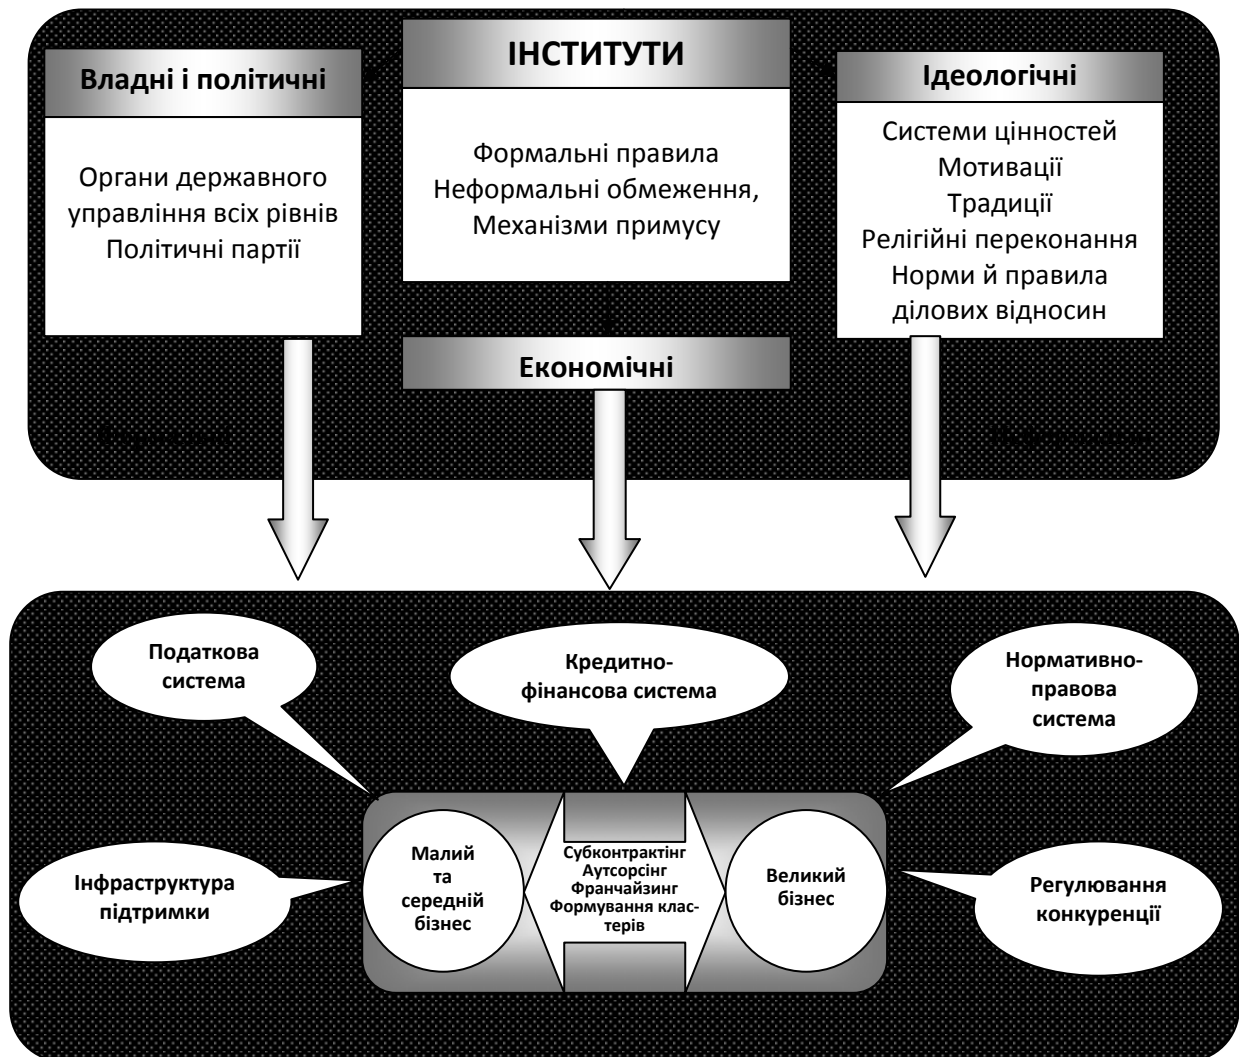 ІНСТИТУТИ
Владні і політичні
Ідеологічні
Органи державного
управління всіх рівнів
Політичні партії
Формальні правила
Неформальні обмеження,
Механізми примусу
Системи цінностей
Мотивації
Традиції
Релігійні переконання
Норми й правила
ділових відносин
Економічні
Податкова
система
Кредитно-
фінансова система
Нормативно-
правова
система
Інфраструктура
підтримки
Малий
та
середній
бізнес
Субконтрактінг
Аутсорсінг
Франчайзинг
Формування клас-
терів
Великий
бізнес
Регулювання
конкуренції